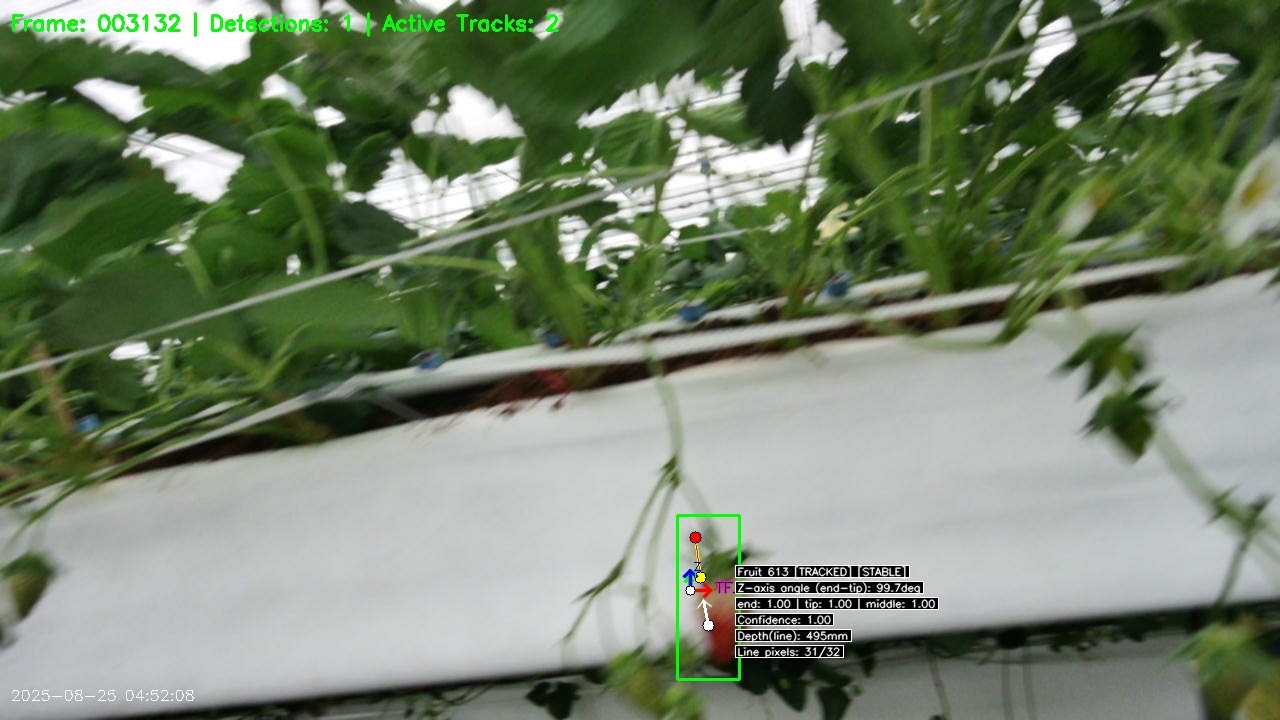 Frame: 003132 | Detections: 1 | Active Tracks: 2
Z
TF
Fruit 613 [TRACKED] [STABLE]
Z-axis angle (end-tip): 99.7deg
end: 1.00 | tip: 1.00 | middle: 1.00
Confidence: 1.00
Depth(line): 495mm
Line pixels: 31/32
2025-08-25 04:52:08